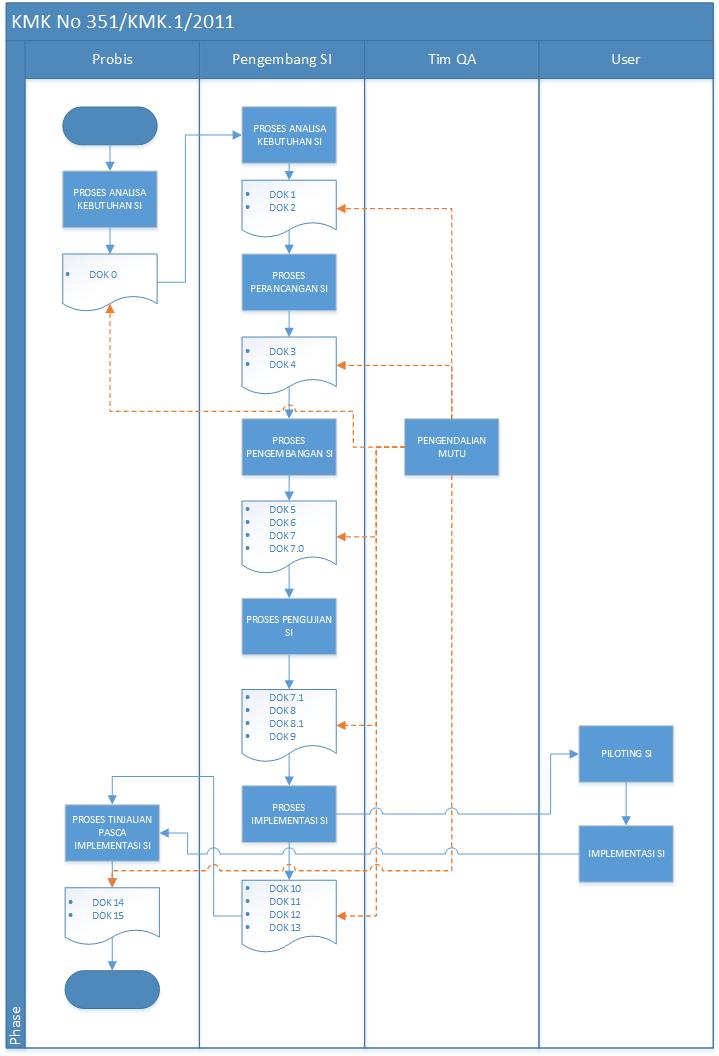 KMK No 351/KMK.1/2011
Probis
Pengembang SI
Tim QA
User
PROSES ANALISA
KEBUTUHAN SI
DOK 0
PROSES ANALISA
KEBUTUHAN SI
DOK 1
DOK 2
PROSES
PERANCANGAN SI
DOK 3
DOK 4
PROSES
PENGEMBANGAN SI
PENGENDALIAN
MUTU
DOK 5
DOK 6
DOK 7
DOK 7.0
PROSES PENGUJIAN
SI
DOK 7.1
DOK 8
DOK 8.1
DOK 9
PROSES
IMPLEMENTASI SI
PILOTING SI
IMPLEMENTASI SI
PROSES TINJAUAN
PASCA
IMPLEMENTASI SI
DOK 10
DOK 11
DOK 12
DOK 13
DOK 14
DOK 15
Phase